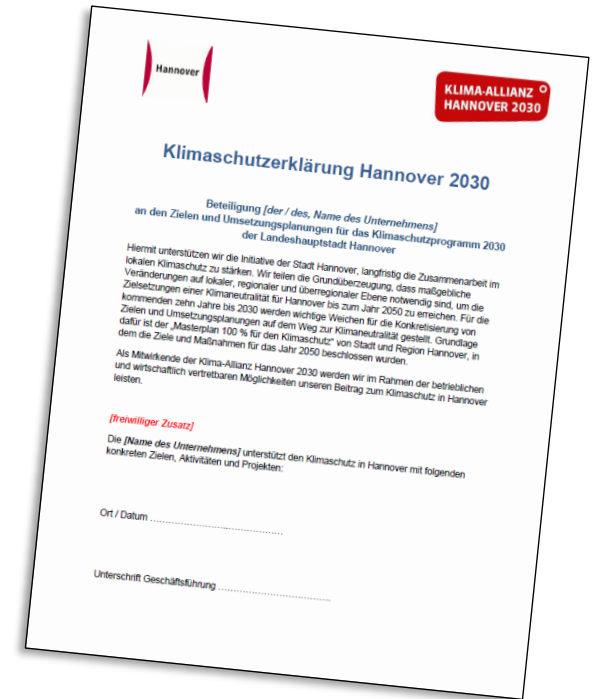 Hannover
KLIMA-ALLIANZ
HANNOVER 2030
Klimaschutzerklärung Hannover 2030
Beteiligung [der / des, Name des Unternehmens]
an den Zielen und Umsetzungsplanungen für das Klimaschutzprogramm 2030
der Landeshauptstadt Hannover
Hiermit unterstützen wir die Initiative der Stadt Hannover, langfristig die Zusammenarbeit im
lokalen Klimaschutz zu stärken. Wir teilen die Grundüberzeugung, dass maßgebliche
Veränderungen auf lokaler, regionaler und überregionaler Ebene notwendig sind, um die
Zielsetzungen einer Klimaneutralität für Hannover bis zum Jahr 2050 zu erreichen. Für die
kommenden zehn Jahre bis 2030 werden wichtige Weichen für die Konkretisierung von
Zielen und Umsetzungsplanungen auf dem Weg zur Klimaneutralität gestellt. Grundlage
dafür ist der „Masterplan 100 % für den Klimaschutz" von Stadt und Region Hannover, in
dem die Ziele und Maßnahmen für das Jahr 2050 beschlossen wurden.
Als Mitwirkende der Klima-Allianz Hannover 2030 werden wir im Rahmen der betrieblichen
und wirtschaftlich vertretbaren Möglichkeiten unseren Beitrag zum Klimaschutz in Hannover
leisten.
[freiwilliger Zusatz]
Die [Name des Unternehmens] unterstützt den Klimaschutz in Hannover mit folgenden
konkreten Zielen, Aktivitäten und Projekten:
Ort / Datum ........................................
Unterschrift Geschäftsführung ..................................